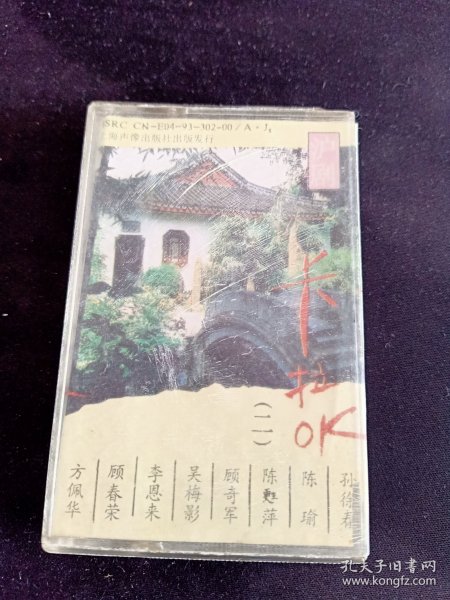 ISRC CN-E04-93-302-00/A·J₈
上海声像出版社出版发行
沪剧
卡拉OK
(二)
孙徐春
陈瑜
陈甦萍
顾奇军
吴梅影
李恩来
顾春荣
方佩华
孔夫子旧书网
www.kongfz.com